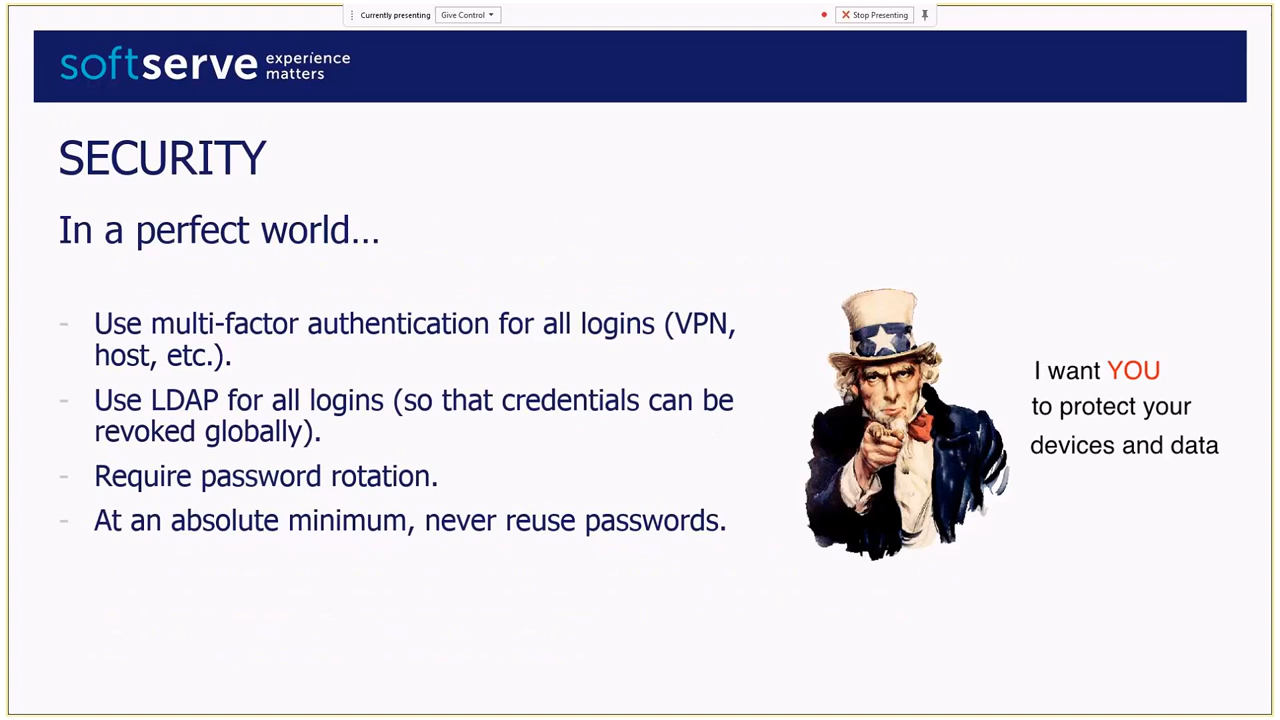 Currently presenting Give Control Stop Presenting
softserve experience
matters
SECURITY
In a perfect world...
- Use multi-factor authentication for all logins (VPN,
host, etc.).
- Use LDAP for all logins (so that credentials can be
revoked globally).
- Require password rotation.
- At an absolute minimum, never reuse passwords.
I want YOU
to protect your
devices and data